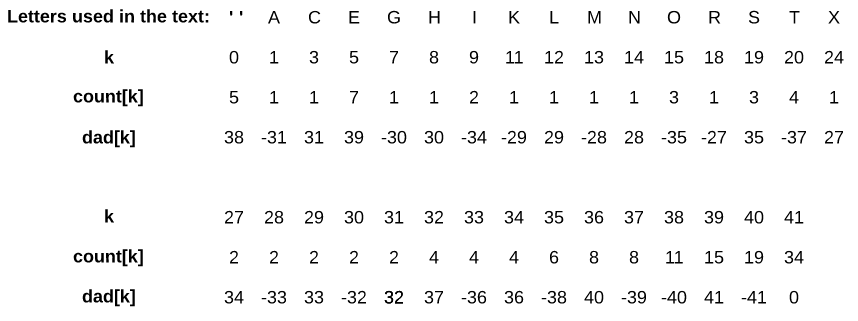 Letters used in the text: ' ' A C E G H I K L M N O R S T X
k 0 1 3 5 7 8 9 11 12 13 14 15 18 19 20 24
count[k] 5 1 1 7 1 1 2 1 1 1 1 3 1 3 4 1
dad[k] 38 -31 31 39 -30 30 -34 -29 29 -28 28 -35 -27 35 -37 27
k 27 28 29 30 31 32 33 34 35 36 37 38 39 40 41
count[k] 2 2 2 2 2 4 4 4 6 8 8 11 15 19 34
dad[k] 34 -33 33 -32 32 37 -36 36 -38 40 -39 -40 41 -41 0